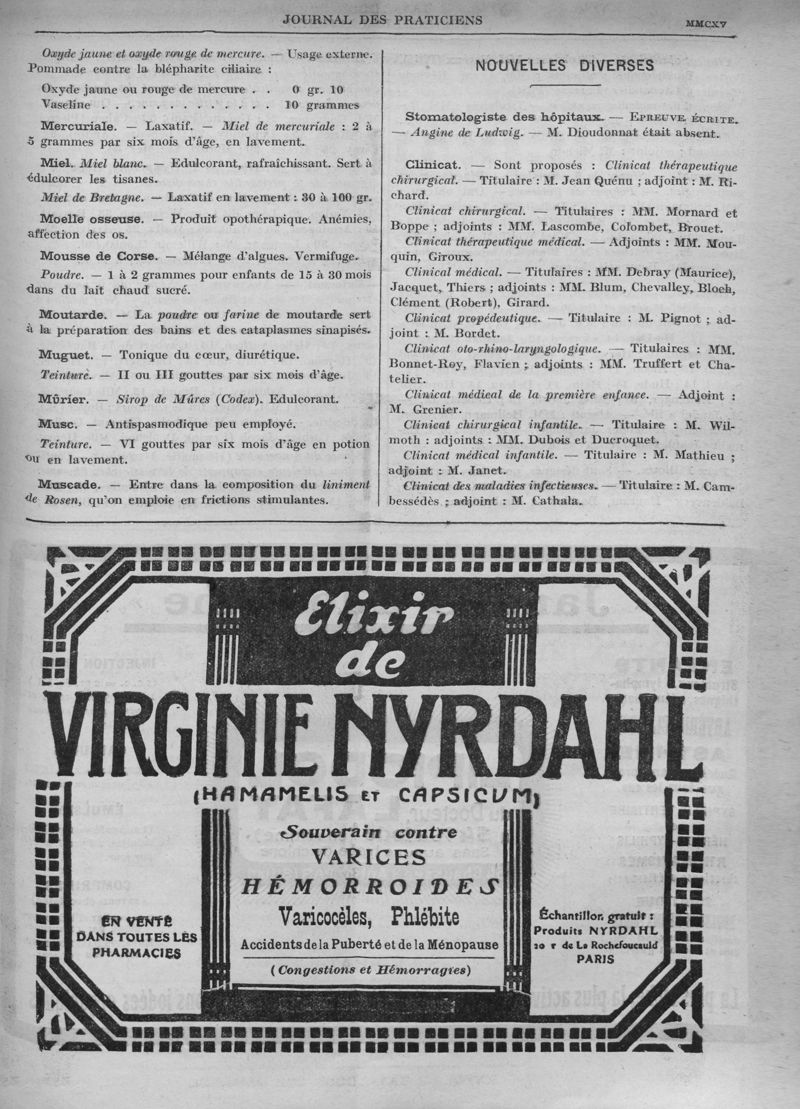 JOURNAL DES PRATICIENS
MMCXV
Oxyde jaune et oxyde rouge de mercure. — Usage externe.
Pommade contre la blépharite ciliaire :
Oxyde jaune ou rouge de mercure . . 0 gr. 10
Vaseline . . . . . . . . . . . . . 10 grammes
Mercuriale. — Laxatif. — Miel de mercuriale : 2 à
5 grammes par six mois d'âge, en lavement.
Miel. Miel blanc. — Edulcorant, rafraîchissant. Sert à
édulcorer les tisanes.
Miel de Bretagne. — Laxatif en lavement : 30 à 100 gr.
Moelle osseuse. — Produit opothérapique. Anémies,
affection des os.
Mousse de Corse. — Mélange d'algues. Vermifuge.
Poudre. — 1 à 2 grammes pour enfants de 15 à 30 mois
dans du lait chaud sucré.
Moutarde. — La poudre ou farine de moutarde sert
à la préparation des bains et des cataplasmes sinapisés.
Muguet. — Tonique du cœur, diurétique.
Teinture. — II ou III gouttes par six mois d'âge.
Mûrier. — Sirop de Mûres (Codex). Edulcorant.
Musc. — Antispasmodique peu employé.
Teinture. — VI gouttes par six mois d'âge en potion
ou en lavement.
Muscade. — Entre dans la composition du liniment
de Rosen, qu'on emploie en frictions stimulantes.
NOUVELLES DIVERSES
Stomatologiste des hôpitaux. — EPREUVE ÉCRITE.
— Angine de Ludwig. — M. Dioudonnat était absent.
Clinicat. — Sont proposés : Clinicat thérapeutique
chirurgical. — Titulaire : M. Jean Quénu ; adjoint : M. Ri-
chard.
Clinicat chirurgical. — Titulaires : MM. Mornard et
Boppe ; adjoints : MM. Lascombe, Colombet, Brouet.
Clinicat thérapeutique médical. — Adjoints : MM. Mou-
quin, Giroux.
Clinicat médical. — Titulaires : MM. Debray (Maurice),
Jacquet, Thiers ; adjoints : MM. Blum, Chevalley, Bloch,
Clément (Robert), Girard.
Clinicat propédeutique. — Titulaire : M. Pignot ; ad-
joint : M. Bordet.
Clinicat oto-rhino-laryngologique. — Titulaires : MM.
Bonnet-Roy, Flavien ; adjoints : MM. Truffert et Cha-
telier.
Clinicat médical de la première enfance. — Adjoint :
M. Grenier.
Clinicat chirurgical infantile. — Titulaire : M. Wil-
moth : adjoints : MM. Dubois et Ducroquet.
Clinicat médical infantile. — Titulaire : M. Mathieu ;
adjoint : M. Janet.
Clinicat des maladies infectieuses. — Titulaire : M. Cam-
bessédès ; adjoint : M. Cathala.
Elixir
de
VIRGINIE NYRDAHL
(HAMAMELIS ET CAPSICUM)
Souverain contre
VARICES
HÉMORROIDES
Varicocèles, Phlébite
Accidents de la Puberté et de la Ménopause
(Congestions et Hémorragies)
EN VENTE
DANS TOUTES LES
PHARMACIES
Échantillon gratuit :
Produits NYRDAHL
20 r de La Rochefoucauld
PARIS